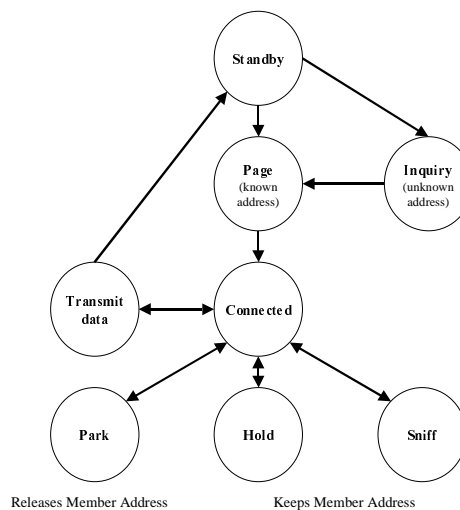 Standby
Page
(known
address)
Inquiry
(unknown
address)
Transmit
data
Connected
Park
Hold
Sniff
Releases Member Address
Keeps Member Address